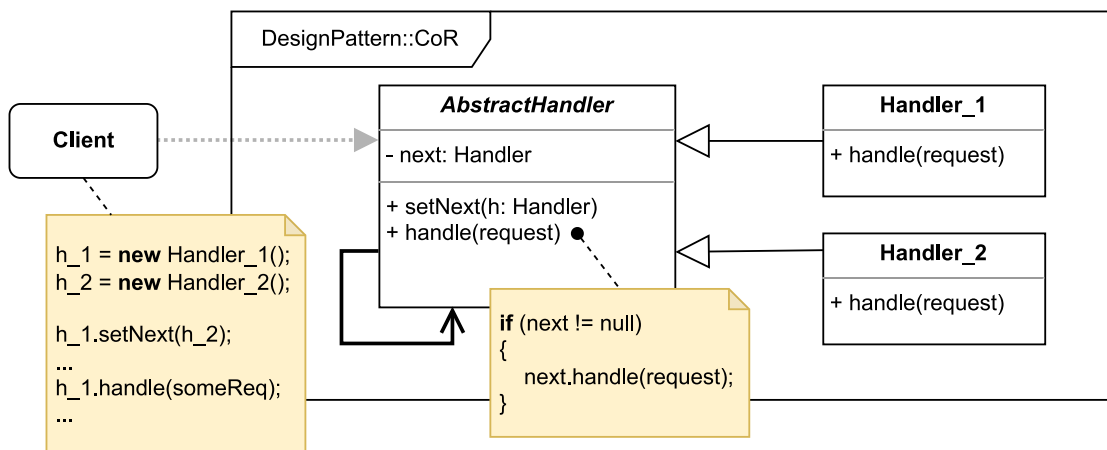 DesignPattern::CoR
Client
AbstractHandler
- next: Handler
+ setNext(h: Handler)
+ handle(request)
Handler_1
+ handle(request)
Handler_2
+ handle(request)
h_1 = new Handler_1();
h_2 = new Handler_2();
h_1.setNext(h_2);
...
h_1.handle(someReq);
...
if (next != null)
{
next.handle(request);
}